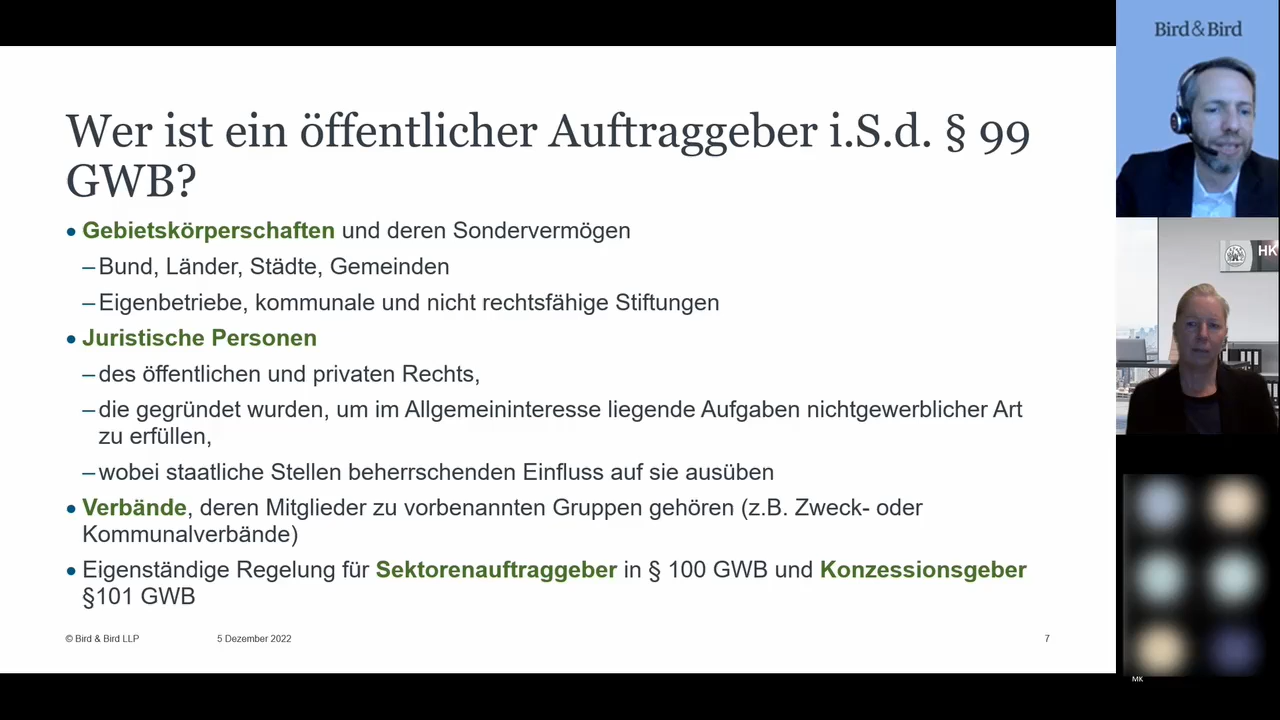 Wer ist ein öffentlicher Auftraggeber i.S.d. § 99
GWB?
• Gebietskörperschaften und deren Sondervermögen
–Bund, Länder, Städte, Gemeinden
–Eigenbetriebe, kommunale und nicht rechtsfähige Stiftungen
• Juristische Personen
–des öffentlichen und privaten Rechts,
–die gegründet wurden, um im Allgemeininteresse liegende Aufgaben nichtgewerblicher Art
zu erfüllen,
–wobei staatliche Stellen beherrschenden Einfluss auf sie ausüben
• Verbände, deren Mitglieder zu vorbenannten Gruppen gehören (z.B. Zweck- oder
Kommunalverbände)
• Eigenständige Regelung für Sektorenauftraggeber in § 100 GWB und Konzessionsgeber
§101 GWB
© Bird & Bird LLP
5 Dezember 2022
7
Bird&Bird
HK
MK